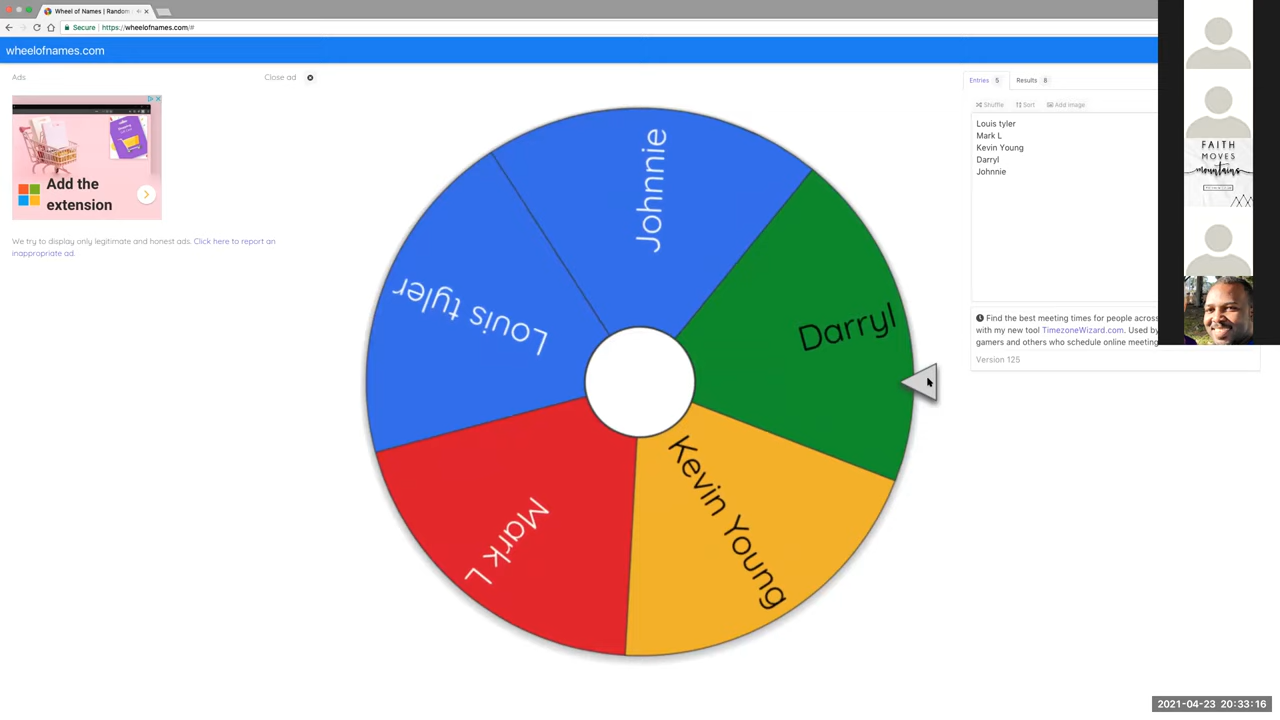 Wheel of Names | Random
Secure
https://wheelofnames.com/#
wheelofnames.com
Ads
Close ad
Add the
extension
We try to display only legitimate and honest ads. Click here to report an
inappropriate ad.
Johnnie
Darryl
Kevin Young
Mark L
Louis tyler
Entries 5
Results 8
Shuffle
Sort
Add image
Louis tyler
Mark L
Kevin Young
Darryl
Johnnie
Find the best meeting times for people across
with my new tool TimezoneWizard.com. Used by
gamers and others who schedule online meeting
Version 125
FAITH
MOVES
mountains
2021-04-23 20:33:16